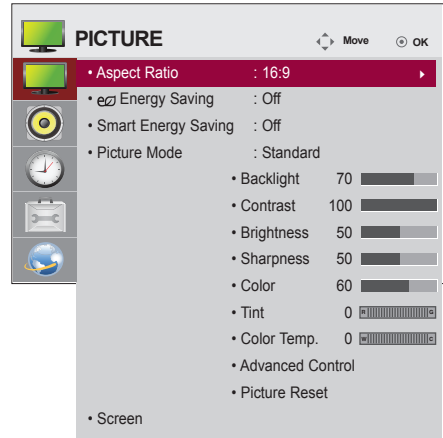 PICTURE Move OK
• Aspect Ratio : 16:9
• Energy Saving : Off
• Smart Energy Saving : Off
• Picture Mode : Standard
• Backlight 70
• Contrast 100
• Brightness 50
• Sharpness 50
• Color 60
• Tint 0 R G
• Color Temp. 0 W C
• Advanced Control
• Picture Reset
• Screen